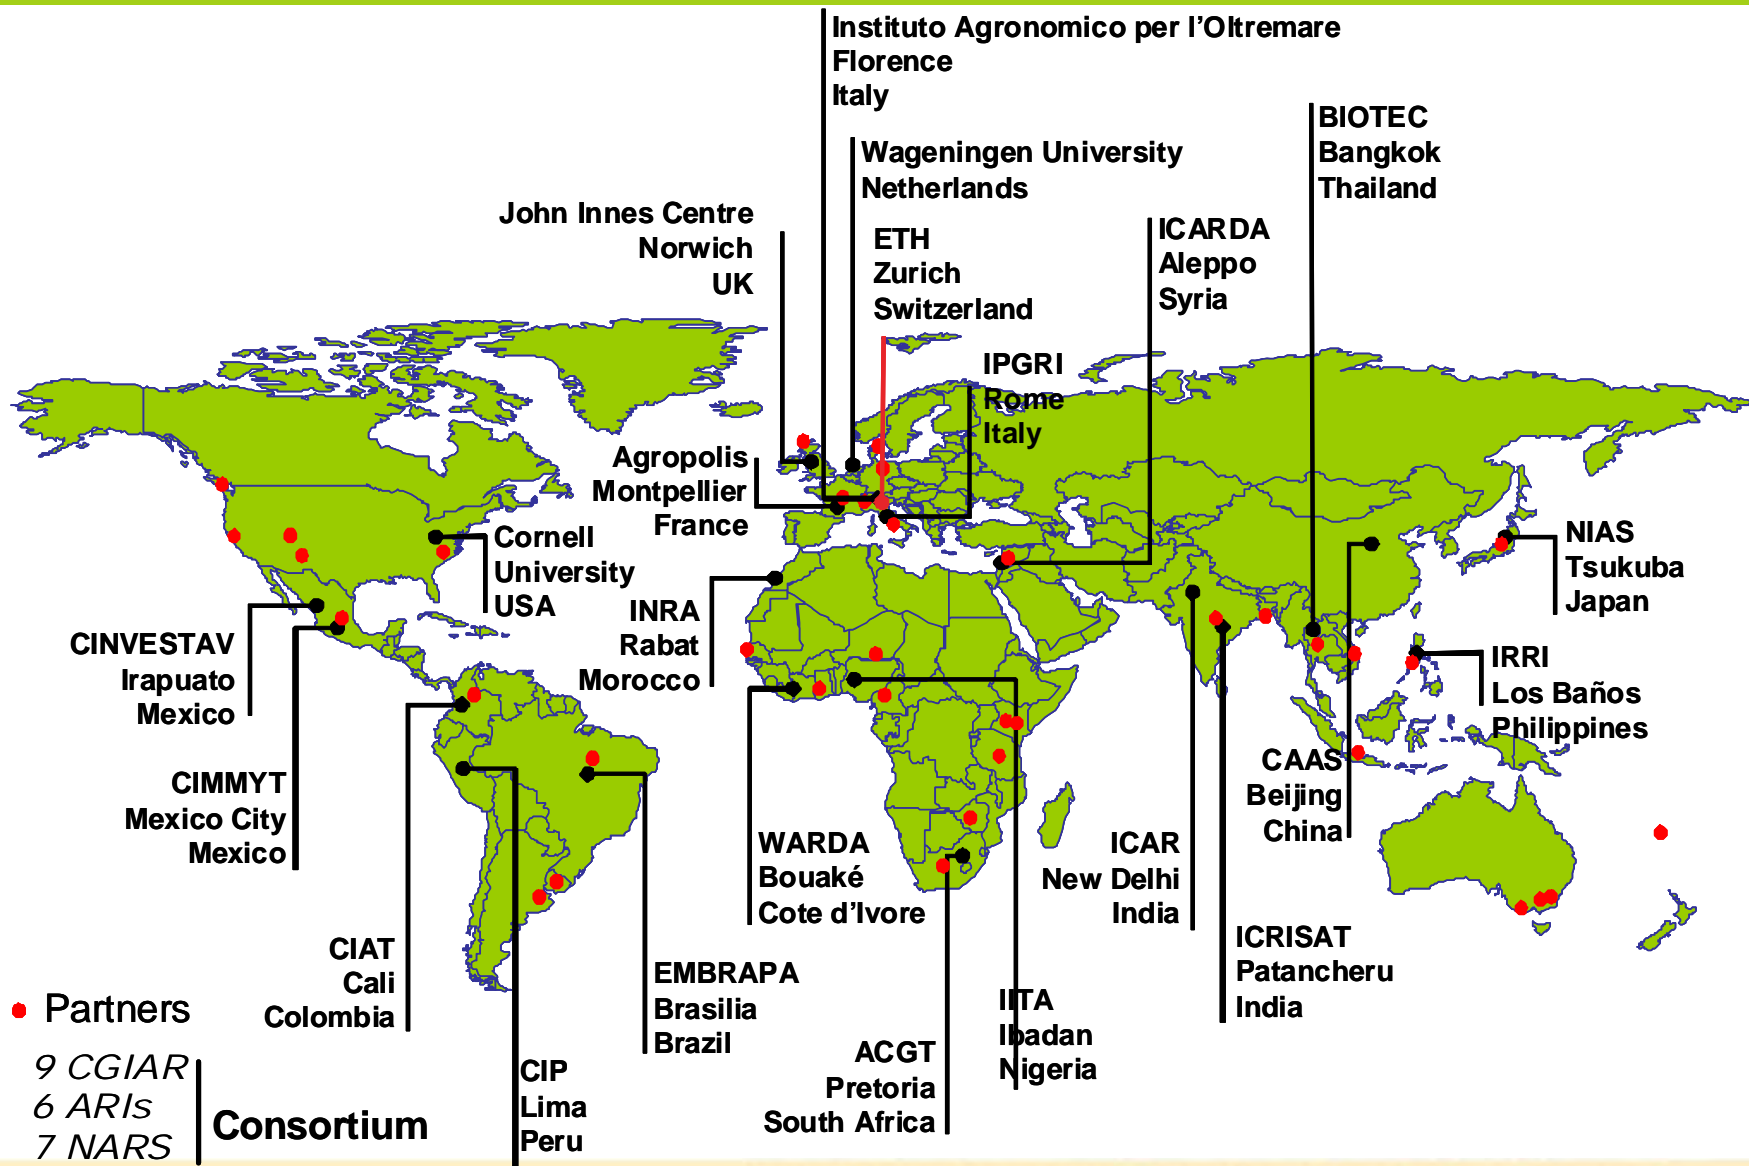 Instituto Agronomico per l'Oltremare
Florence
Italy
BIOTEC
Bangkok
Thailand
Wageningen University
Netherlands
John Innes Centre
Norwich
UK
ETH
Zurich
Switzerland
ICARDA
Aleppo
Syria
IPGRI
Rome
Italy
Agropolis
Montpellier
France
Cornell
University
USA
NIAS
Tsukuba
Japan
INRA
Rabat
Morocco
CINVESTAV
Irapuato
Mexico
IRRI
Los Baños
Philippines
CIMMYT
Mexico City
Mexico
CAAS
Beijing
China
WARDA
Bouaké
Cote d'Ivore
ICAR
New Delhi
India
ICRISAT
Patancheru
India
CIAT
Cali
Colombia
EMBRAPA
Brasilia
Brazil
IITA
Ibadan
Nigeria
ACGT
Pretoria
South Africa
CIP
Lima
Peru
Partners
9 CGIAR
6 ARIs
7 NARS
Consortium